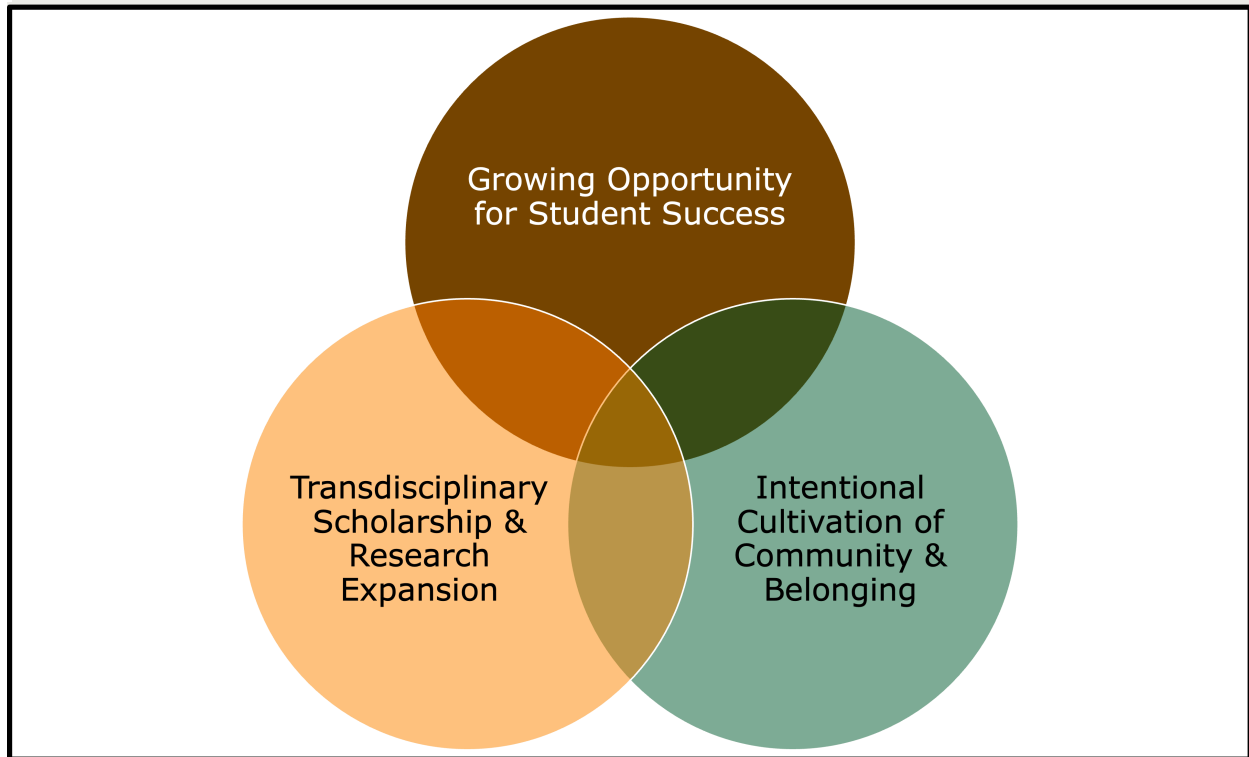 Growing Opportunity
for Student Success
Transdisciplinary
Scholarship &
Research
Expansion
Intentional
Cultivation of
Community &
Belonging